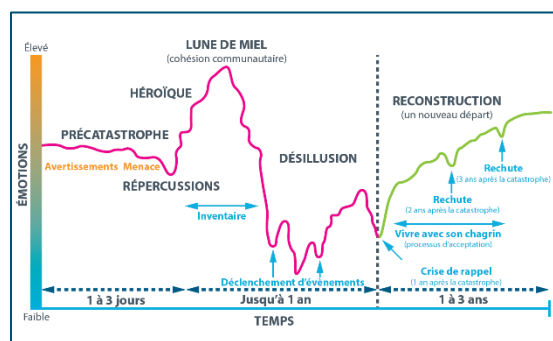 Élevé
LUNE DE MIEL
(cohésion communautaire)
HÉROÏQUE
RECONSTRUCTION
(un nouveau départ)
PRÉCATASTROPHE
DÉSILLUSION
Avertissements Menace
RÉPERCUSSIONS
Inventaire
Rechute
(3 ans après la catastrophe)
Rechute
(2 ans après la catastrophe)
Vivre avec son chagrin
(processus d'acceptation)
Déclenchement d'événements
Crise de rappel
(1 an après la catastrophe)
1 à 3 jours
Jusqu'à 1 an
1 à 3 ans
ÉMOTIONS
Faible
TEMPS